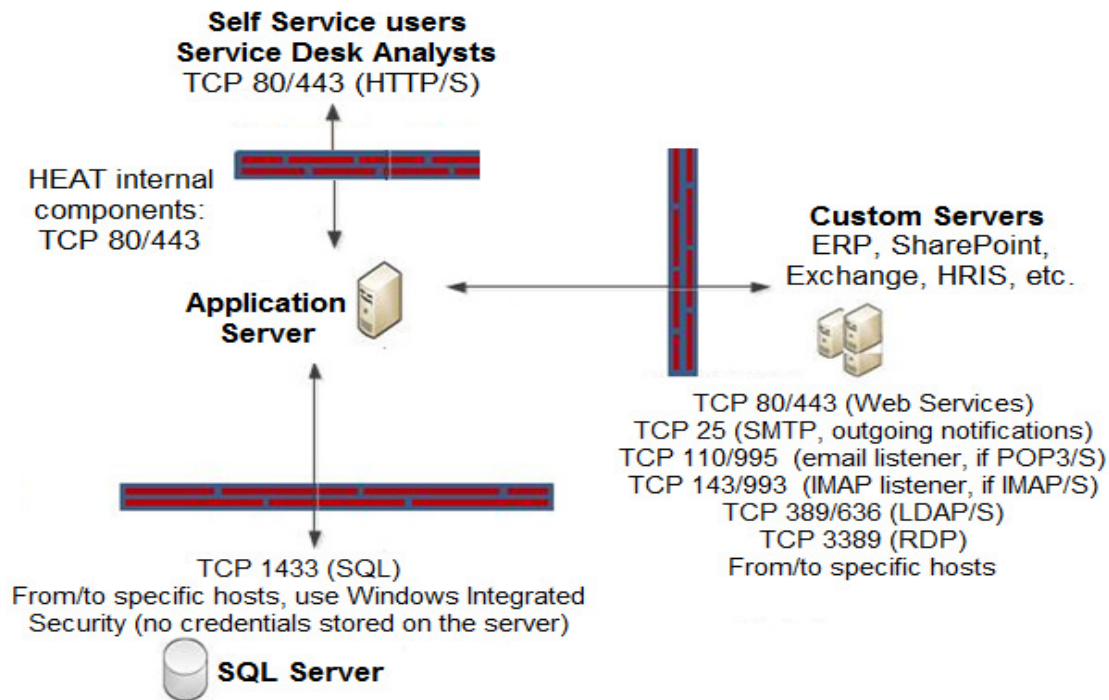 Self Service users
Service Desk Analysts
TCP 80/443 (HTTP/S)
HEAT internal
components:
TCP 80/443
Application
Server
Custom Servers
ERP, SharePoint,
Exchange, HRIS, etc.
TCP 80/443 (Web Services)
TCP 25 (SMTP, outgoing notifications)
TCP 110/995 (email listener, if POP3/S)
TCP 143/993 (IMAP listener, if IMAP/S)
TCP 389/636 (LDAP/S)
TCP 3389 (RDP)
From/to specific hosts
TCP 1433 (SQL)
From/to specific hosts, use Windows Integrated
Security (no credentials stored on the server)
SQL Server